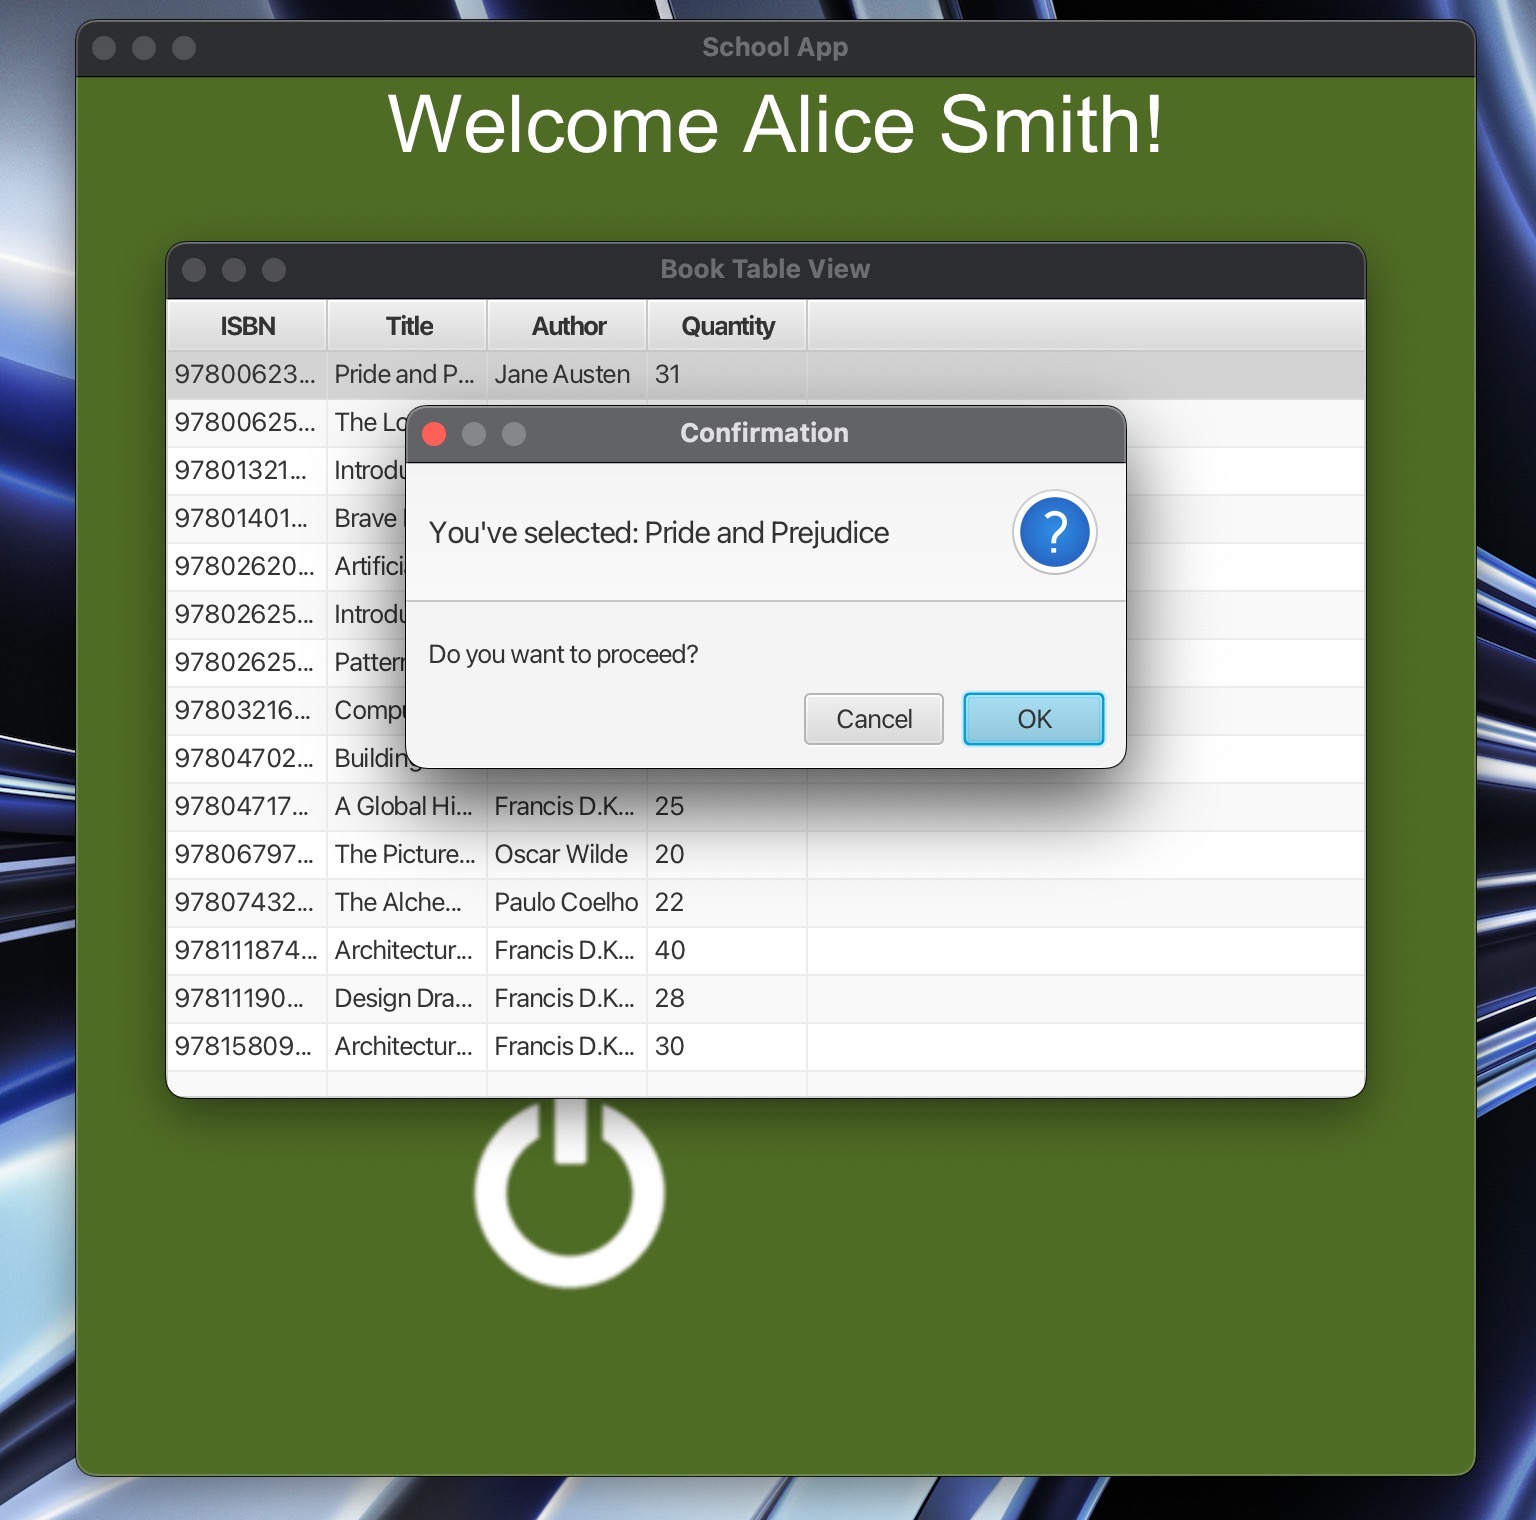 School App
Welcome Alice Smith!
Book Table View
ISBN Title Author Quantity
97800623... Pride and P... Jane Austen 31
97800625... The Lo
97801321... Introdu
97801401... Brave
97802620... Artifici
97802625... Introdu
97802625... Pattern
97803216... Compu
97804702... Building
Confirmation
You've selected: Pride and Prejudice
?
Do you want to proceed?
Cancel OK
97804717... A Global Hi... Francis D.K... 25
97806797... The Picture... Oscar Wilde 20
97807432... The Alche... Paulo Coelho 22
978111874... Architectur... Francis D.K... 40
97811190... Design Dra... Francis D.K... 28
97815809... Architectur... Francis D.K... 30